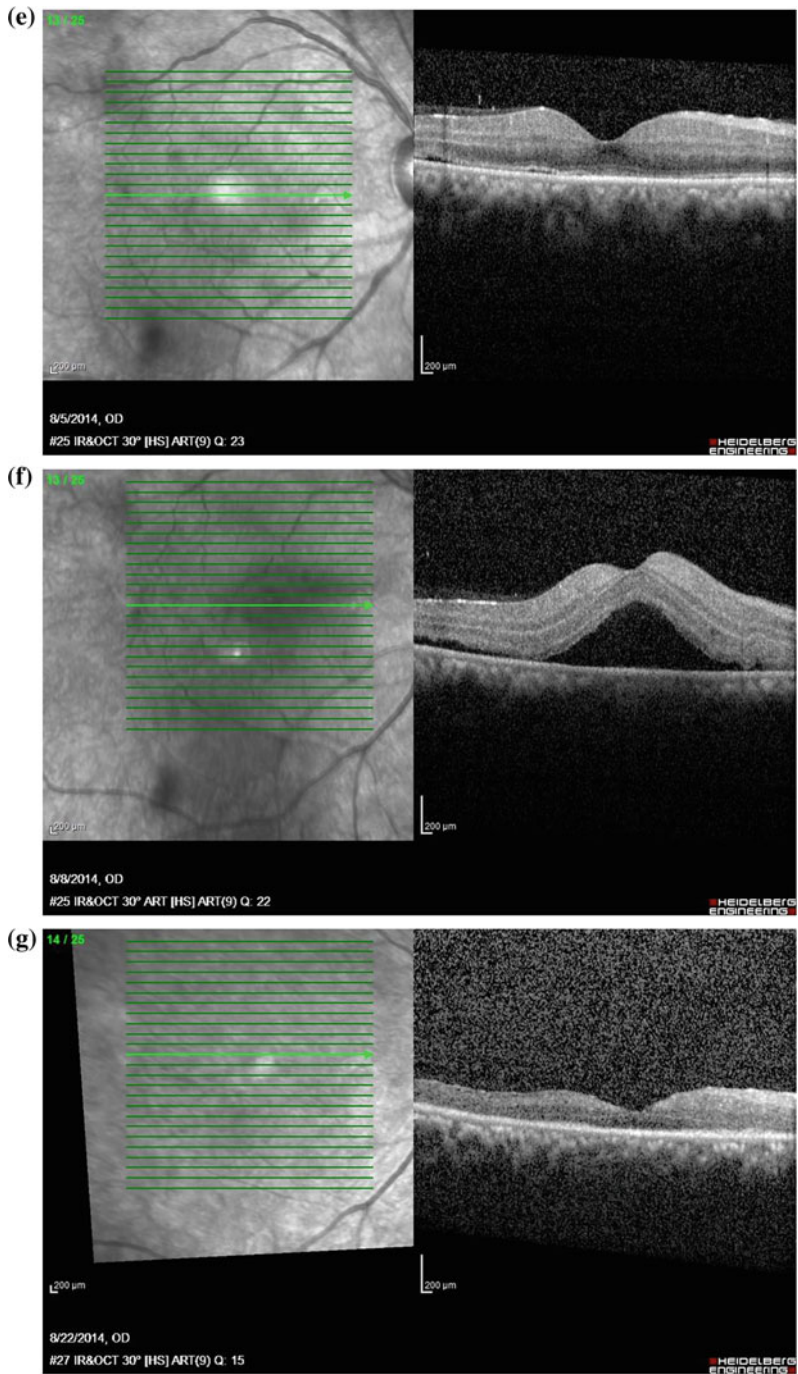 (e)
13 / 25
200 µm
200 µm
8/5/2014, OD
#25 IR&OCT 30° [HS] ART(9) Q: 23
HEIDELBERG
ENGINEERING
(f)
13 / 25
200 µm
200 µm
8/8/2014, OD
#25 IR&OCT 30° ART [HS] ART(9) Q: 22
HEIDELBERG
ENGINEERING
(g)
14 / 25
200 µm
200 µm
8/22/2014, OD
#27 IR&OCT 30° [HS] ART(9) Q: 15
HEIDELBERG
ENGINEERING